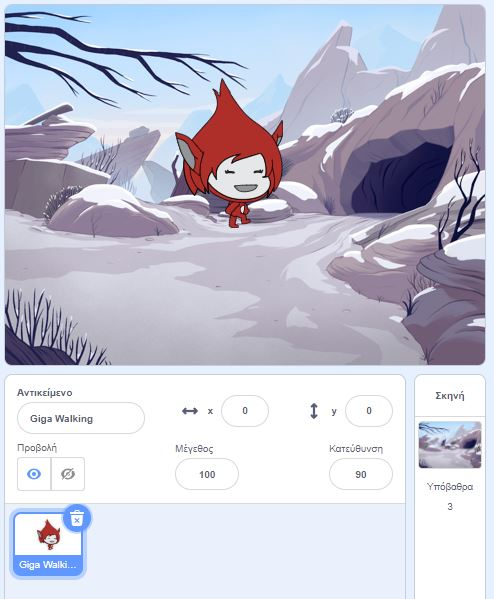 Αντικείμενο
Giga Walking
x
0
y
0
Προβολή
Μέγεθος
100
Κατεύθυνση
90
Giga Walki...
Σκηνή
Υπόβαθρα
3